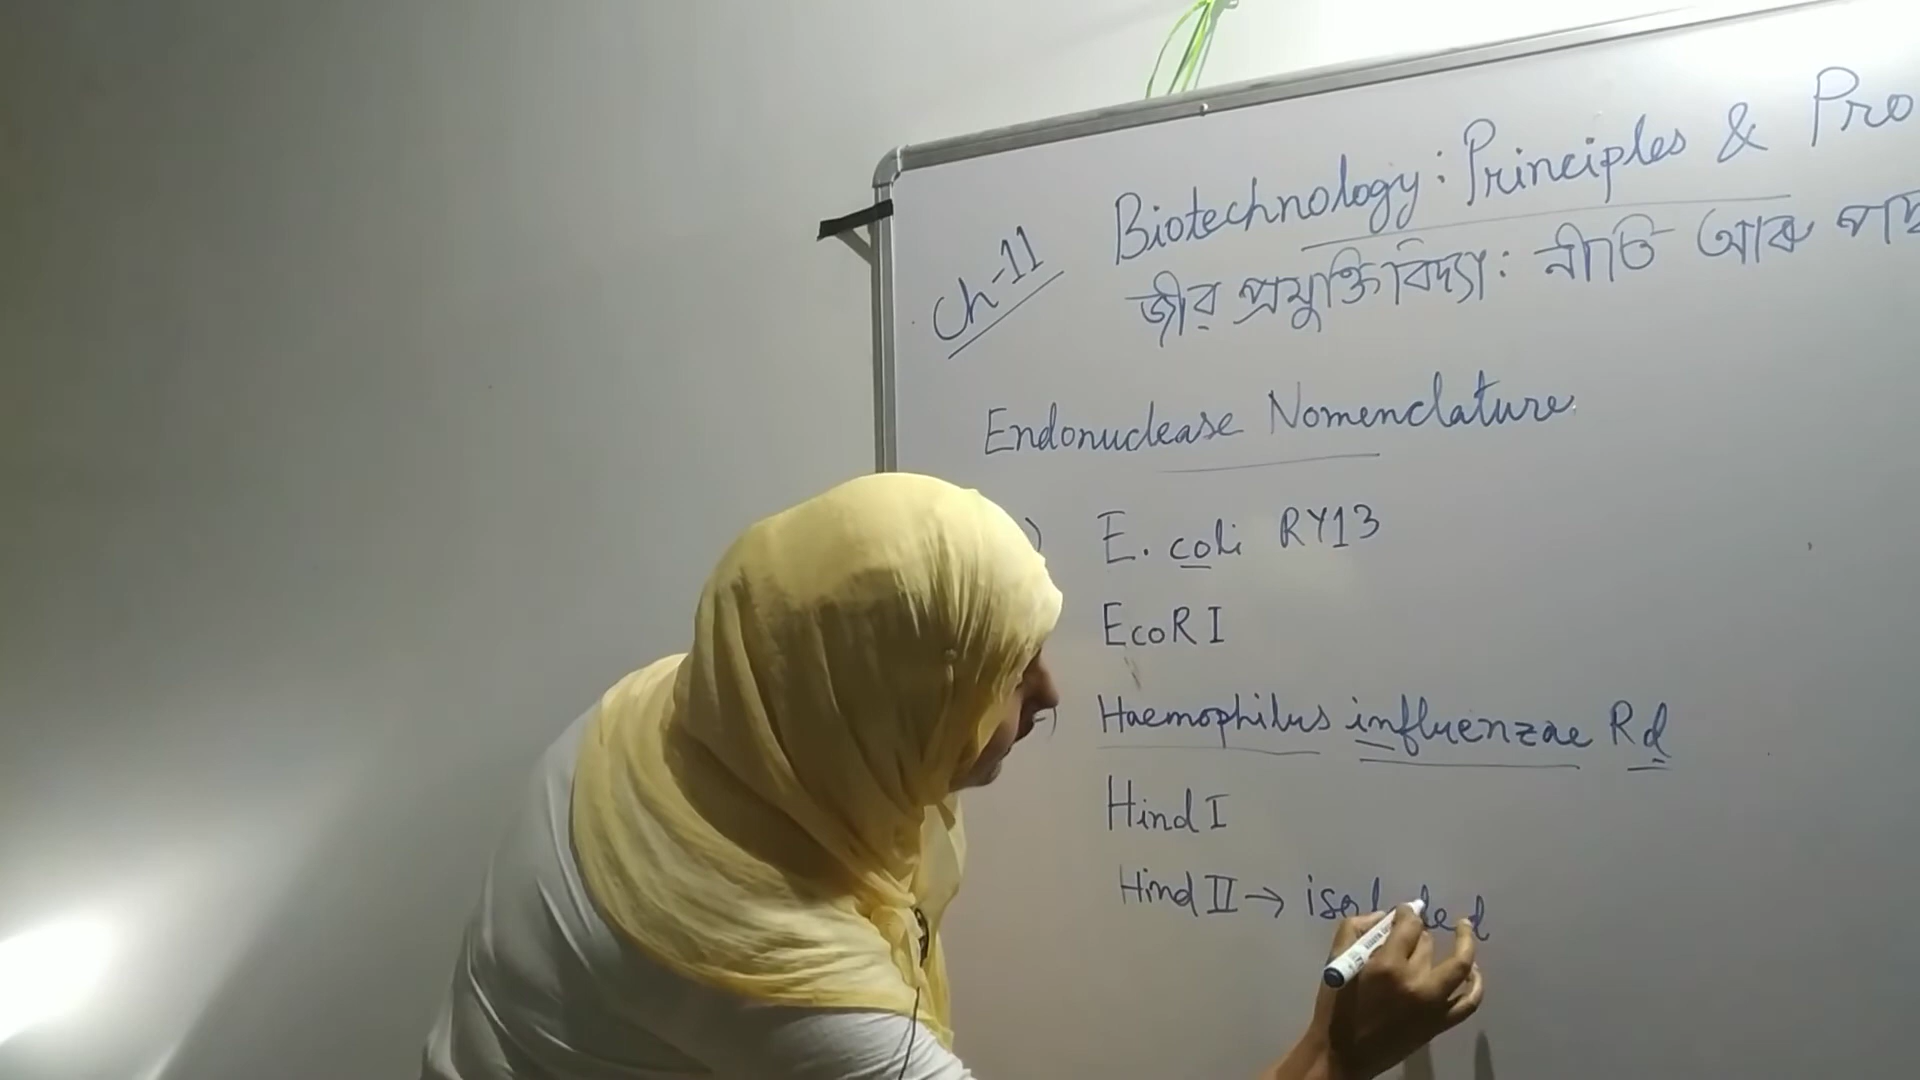 Ch-11
Biotechnology: Principles & Pro
জীৱ প্ৰযুক্তিবিদ্যা: নীতি আৰু
Endonuclease Nomenclature
) E. coli RY13
EcoR I
Haemophilus influenzae Rd
Hind I
Hind II → isolated